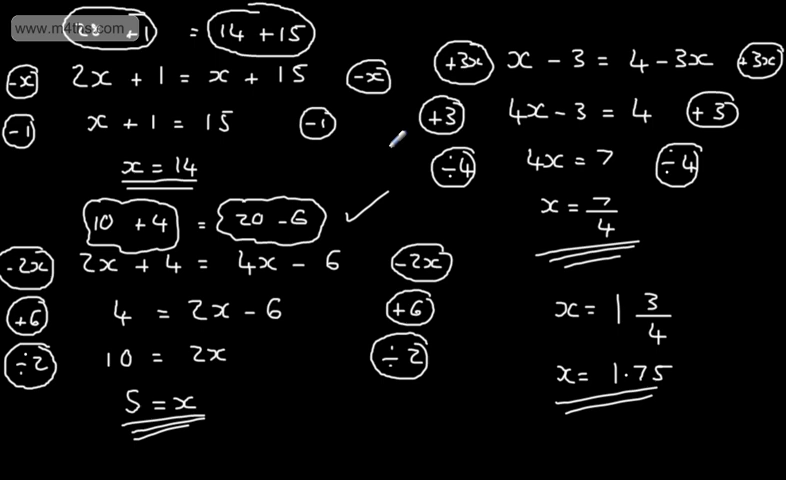 www.m4ths.com
28 +1 = 14 + 15
-x 2x + 1 = x + 15 -x
-1 x + 1 = 15 -1
x = 14
10 + 4 = 20 - 6 ✓
-2x 2x + 4 = 4x - 6 -2x
+6 4 = 2x - 6 +6
÷2 10 = 2x ÷2
5 = x
+3x x - 3 = 4 - 3x +3x
+3 4x - 3 = 4 +3
÷4 4x = 7 ÷4
x = 7/4
x = 1 3/4
x = 1.75